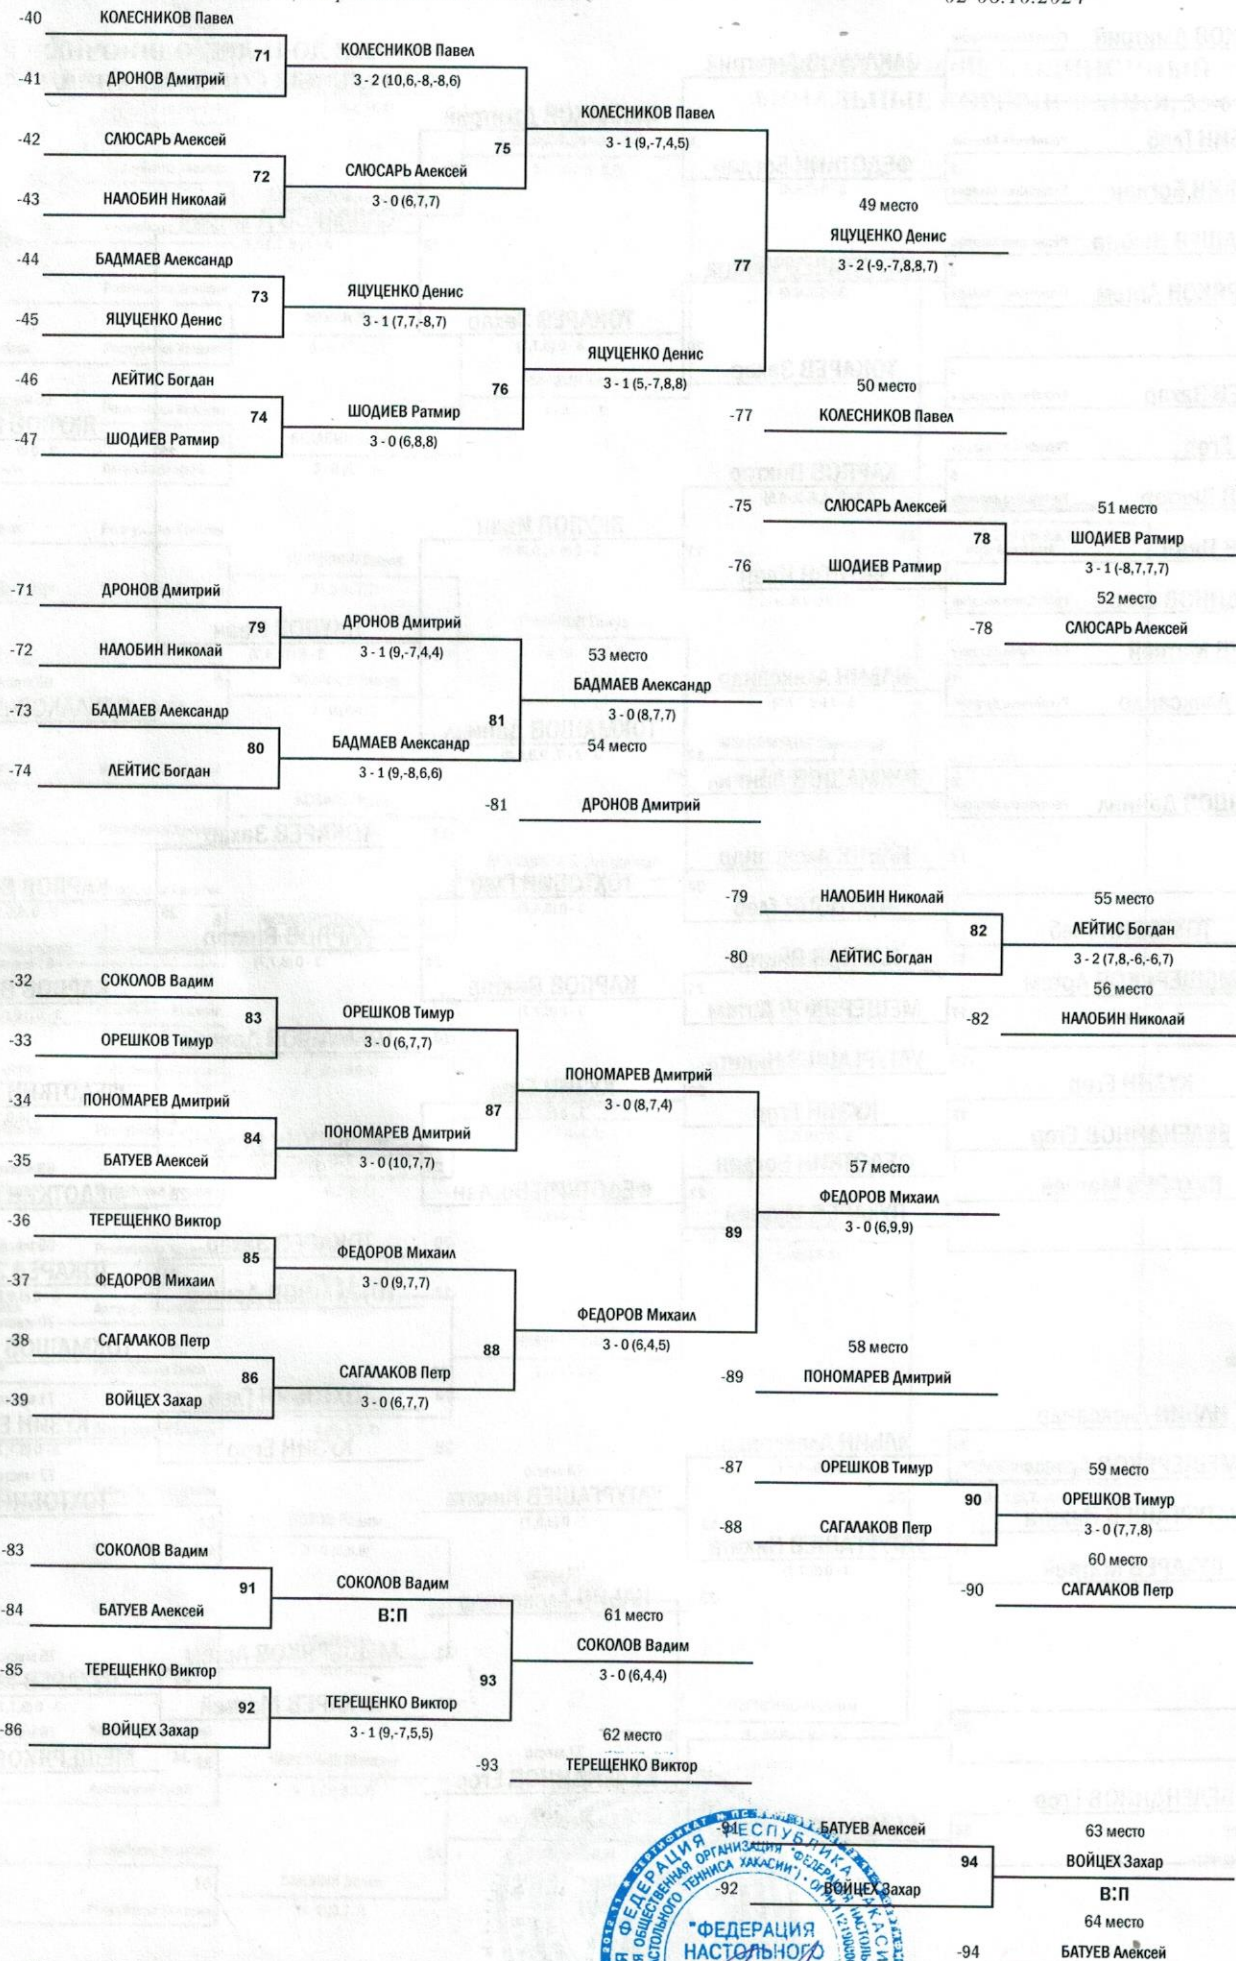 02-06.10.2024
-40 КОЛЕСНИКОВ Павел
71 КОЛЕСНИКОВ Павел
-41 ДРОНОВ Дмитрий
3 - 2 (10,6,-8,-8,6)
КОЛЕСНИКОВ Павел
-42 СЛЮСАРЬ Алексей
75
3 - 1 (9,-7,4,5)
72 СЛЮСАРЬ Алексей
-43 НАЛОБИН Николай
3 - 0 (6,7,7)
49 место
ЯЦУЦЕНКО Денис
77
3 - 2 (-9,-7,8,8,7)
-44 БАДМАЕВ Александр
73 ЯЦУЦЕНКО Денис
-45 ЯЦУЦЕНКО Денис
3 - 1 (7,7,-8,7)
ЯЦУЦЕНКО Денис
-46 ЛЕЙТИС Богдан
76
3 - 1 (5,-7,8,8)
50 место
74 ШОДИЕВ Ратмир
-77 КОЛЕСНИКОВ Павел
-47 ШОДИЕВ Ратмир
3 - 0 (6,8,8)
-75 СЛЮСАРЬ Алексей
51 место
78 ШОДИЕВ Ратмир
-76 ШОДИЕВ Ратмир
3 - 1 (-8,7,7,7)
52 место
-78 СЛЮСАРЬ Алексей
-71 ДРОНОВ Дмитрий
79 ДРОНОВ Дмитрий
-72 НАЛОБИН Николай
3 - 1 (9,-7,4,4)
53 место
БАДМАЕВ Александр
-73 БАДМАЕВ Александр
81
3 - 0 (8,7,7)
80 БАДМАЕВ Александр
54 место
-74 ЛЕЙТИС Богдан
3 - 1 (9,-8,6,6)
-81 ДРОНОВ Дмитрий
-79 НАЛОБИН Николай
55 место
82 ЛЕЙТИС Богдан
-80 ЛЕЙТИС Богдан
3 - 2 (7,8,-6,-6,7)
56 место
-82 НАЛОБИН Николай
-32 СОКОЛОВ Вадим
83 ОРЕШКОВ Тимур
-33 ОРЕШКОВ Тимур
3 - 0 (6,7,7)
ПОНОМАРЕВ Дмитрий
-34 ПОНОМАРЕВ Дмитрий
87
3 - 0 (8,7,4)
84 ПОНОМАРЕВ Дмитрий
-35 БАТУЕВ Алексей
3 - 0 (10,7,7)
57 место
ФЕДОРОВ Михаил
-36 ТЕРЕЩЕНКО Виктор
89
3 - 0 (6,9,9)
85 ФЕДОРОВ Михаил
-37 ФЕДОРОВ Михаил
3 - 0 (9,7,7)
ФЕДОРОВ Михаил
-38 САГАЛАКОВ Петр
88
3 - 0 (6,4,5)
58 место
86 САГАЛАКОВ Петр
-89 ПОНОМАРЕВ Дмитрий
-39 ВОЙЦЕХ Захар
3 - 0 (6,7,7)
-87 ОРЕШКОВ Тимур
59 место
90 ОРЕШКОВ Тимур
-88 САГАЛАКОВ Петр
3 - 0 (7,7,8)
60 место
-90 САГАЛАКОВ Петр
-83 СОКОЛОВ Вадим
91 СОКОЛОВ Вадим
-84 БАТУЕВ Алексей
В:П
61 место
СОКОЛОВ Вадим
-85 ТЕРЕЩЕНКО Виктор
93
3 - 0 (6,4,4)
92 ТЕРЕЩЕНКО Виктор
-86 ВОЙЦЕХ Захар
3 - 1 (9,-7,5,5)
62 место
-93 ТЕРЕЩЕНКО Виктор
-91 БАТУЕВ Алексей
63 место
94 ВОЙЦЕХ Захар
-92 ВОЙЦЕХ Захар
В:П
64 место
-94 БАТУЕВ Алексей
"ФЕДЕРАЦИЯ
НАСТОЛЬНОГО